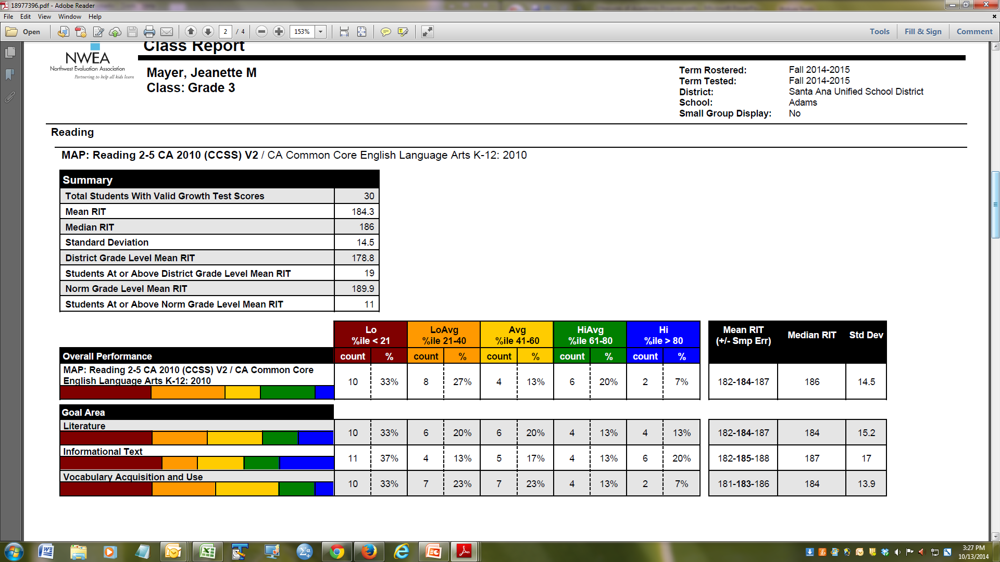 18977396.pdf - Adobe Reader
File Edit View Window Help
Open 2 / 4 153% Tools Fill & Sign Comment
Class Report
NWEA
Northwest Evaluation Association
Partnering to help all kids learn
Mayer, Jeanette M
Class: Grade 3
Term Rostered: Fall 2014-2015
Term Tested: Fall 2014-2015
District: Santa Ana Unified School District
School: Adams
Small Group Display: No
Reading
MAP: Reading 2-5 CA 2010 (CCSS) V2 / CA Common Core English Language Arts K-12: 2010
Summary
Total Students With Valid Growth Test Scores 30
Mean RIT 184.3
Median RIT 186
Standard Deviation 14.5
District Grade Level Mean RIT 178.8
Students At or Above District Grade Level Mean RIT 19
Norm Grade Level Mean RIT 189.9
Students At or Above Norm Grade Level Mean RIT 11
Lo LoAvg Avg HiAvg Hi Mean RIT Median RIT Std Dev
%ile < 21 %ile 21-40 %ile 41-60 %ile 61-80 %ile > 80 (+/- Smp Err)
Overall Performance count % count % count % count % count %
MAP: Reading 2-5 CA 2010 (CCSS) V2 / CA Common Core
English Language Arts K-12: 2010
10 33% 8 27% 4 13% 6 20% 2 7% 182-184-187 186 14.5
Goal Area
Literature
10 33% 6 20% 6 20% 4 13% 4 13% 182-184-187 184 15.2
Informational Text
11 37% 4 13% 5 17% 4 13% 6 20% 182-185-188 187 17
Vocabulary Acquisition and Use
10 33% 7 23% 7 23% 4 13% 2 7% 181-183-186 184 13.9
3:27 PM
10/13/2014